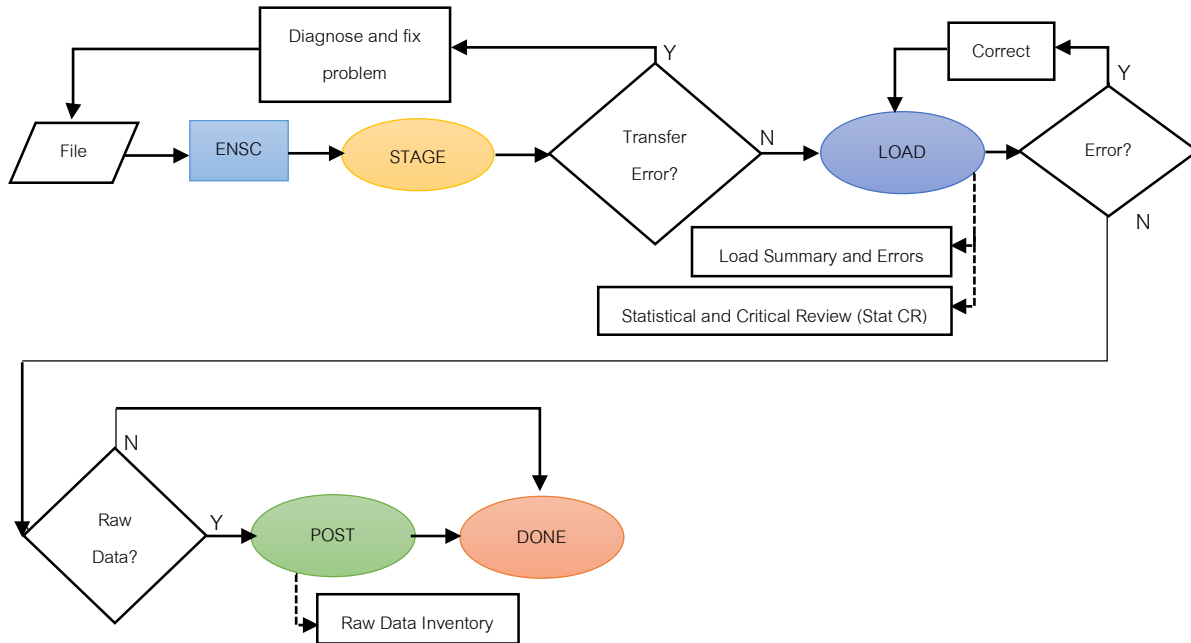 Diagnose and fix
problem
Y
Correct
Y
File
ENSC
STAGE
Transfer
Error?
N
LOAD
Error?
N
Load Summary and Errors
Statistical and Critical Review (Stat CR)
N
Raw
Data?
Y
POST
DONE
Raw Data Inventory